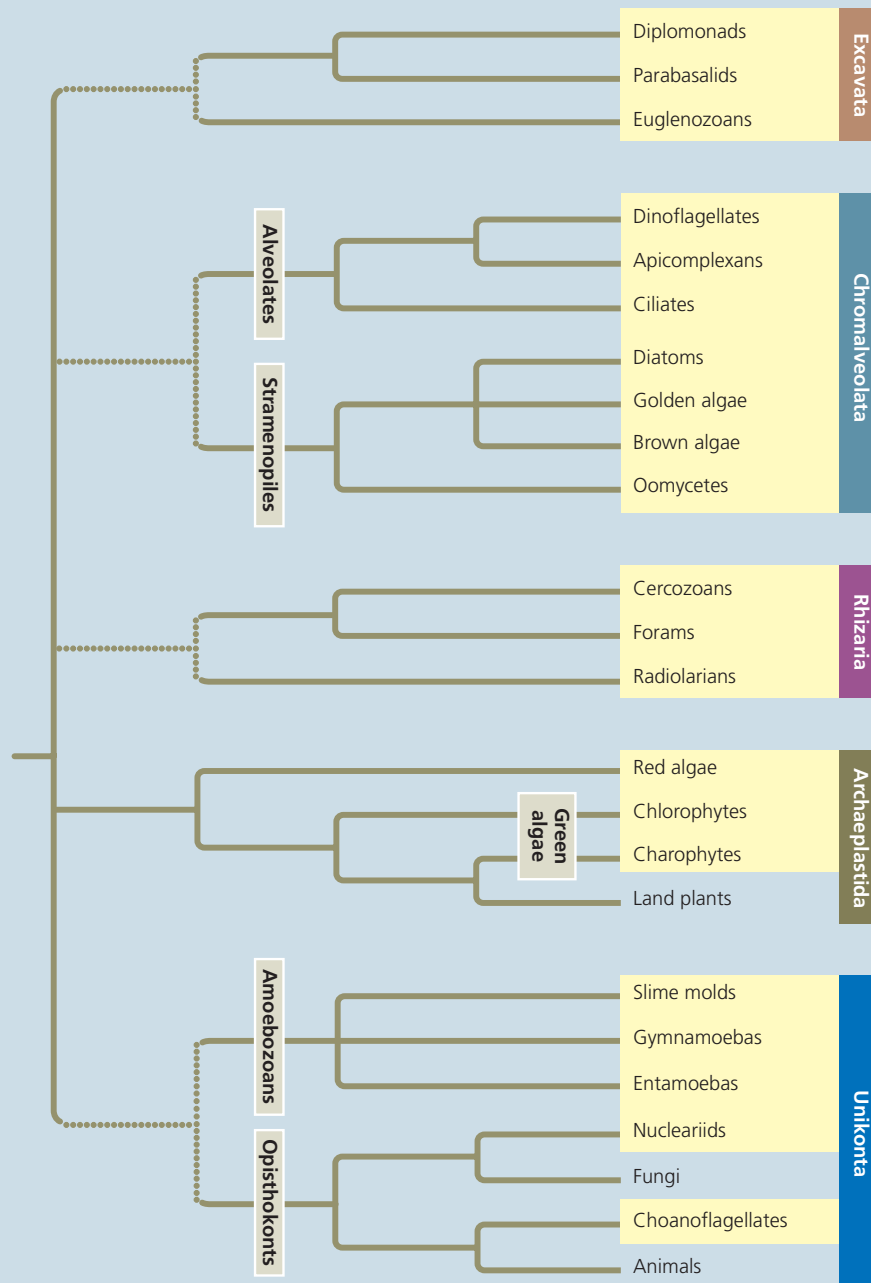 Diplomonads
Parabasalids
Euglenozoans
Excavata
Alveolates
Dinoflagellates
Apicomplexans
Ciliates
Stramenopiles
Diatoms
Golden algae
Brown algae
Oomycetes
Chromalveolata
Cercozoans
Forams
Radiolarians
Rhizaria
Red algae
Green
algae
Chlorophytes
Charophytes
Land plants
Archaeplastida
Amoebozoans
Slime molds
Gymnamoebas
Entamoebas
Opisthokonts
Nucleariids
Fungi
Choanoflagellates
Animals
Unikonta